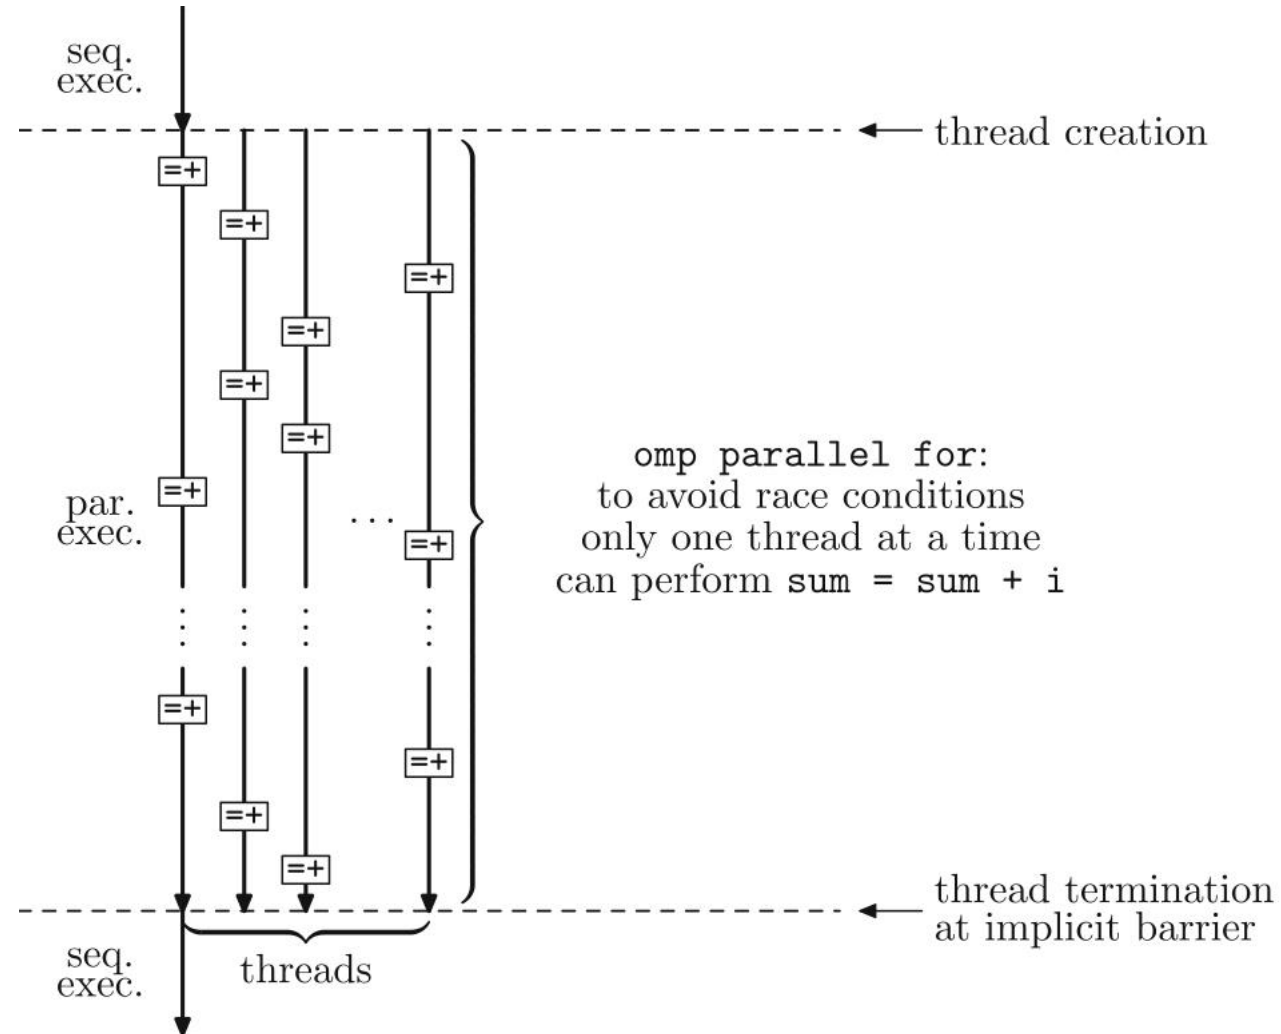 seq.
exec.
thread creation
=+
=+
=+
=+
=+
=+
omp parallel for:
to avoid race conditions
only one thread at a time
can perform sum = sum + i
=+
par.
exec.
...
=+
=+
=+
=+
=+
thread termination
at implicit barrier
threads
seq.
exec.